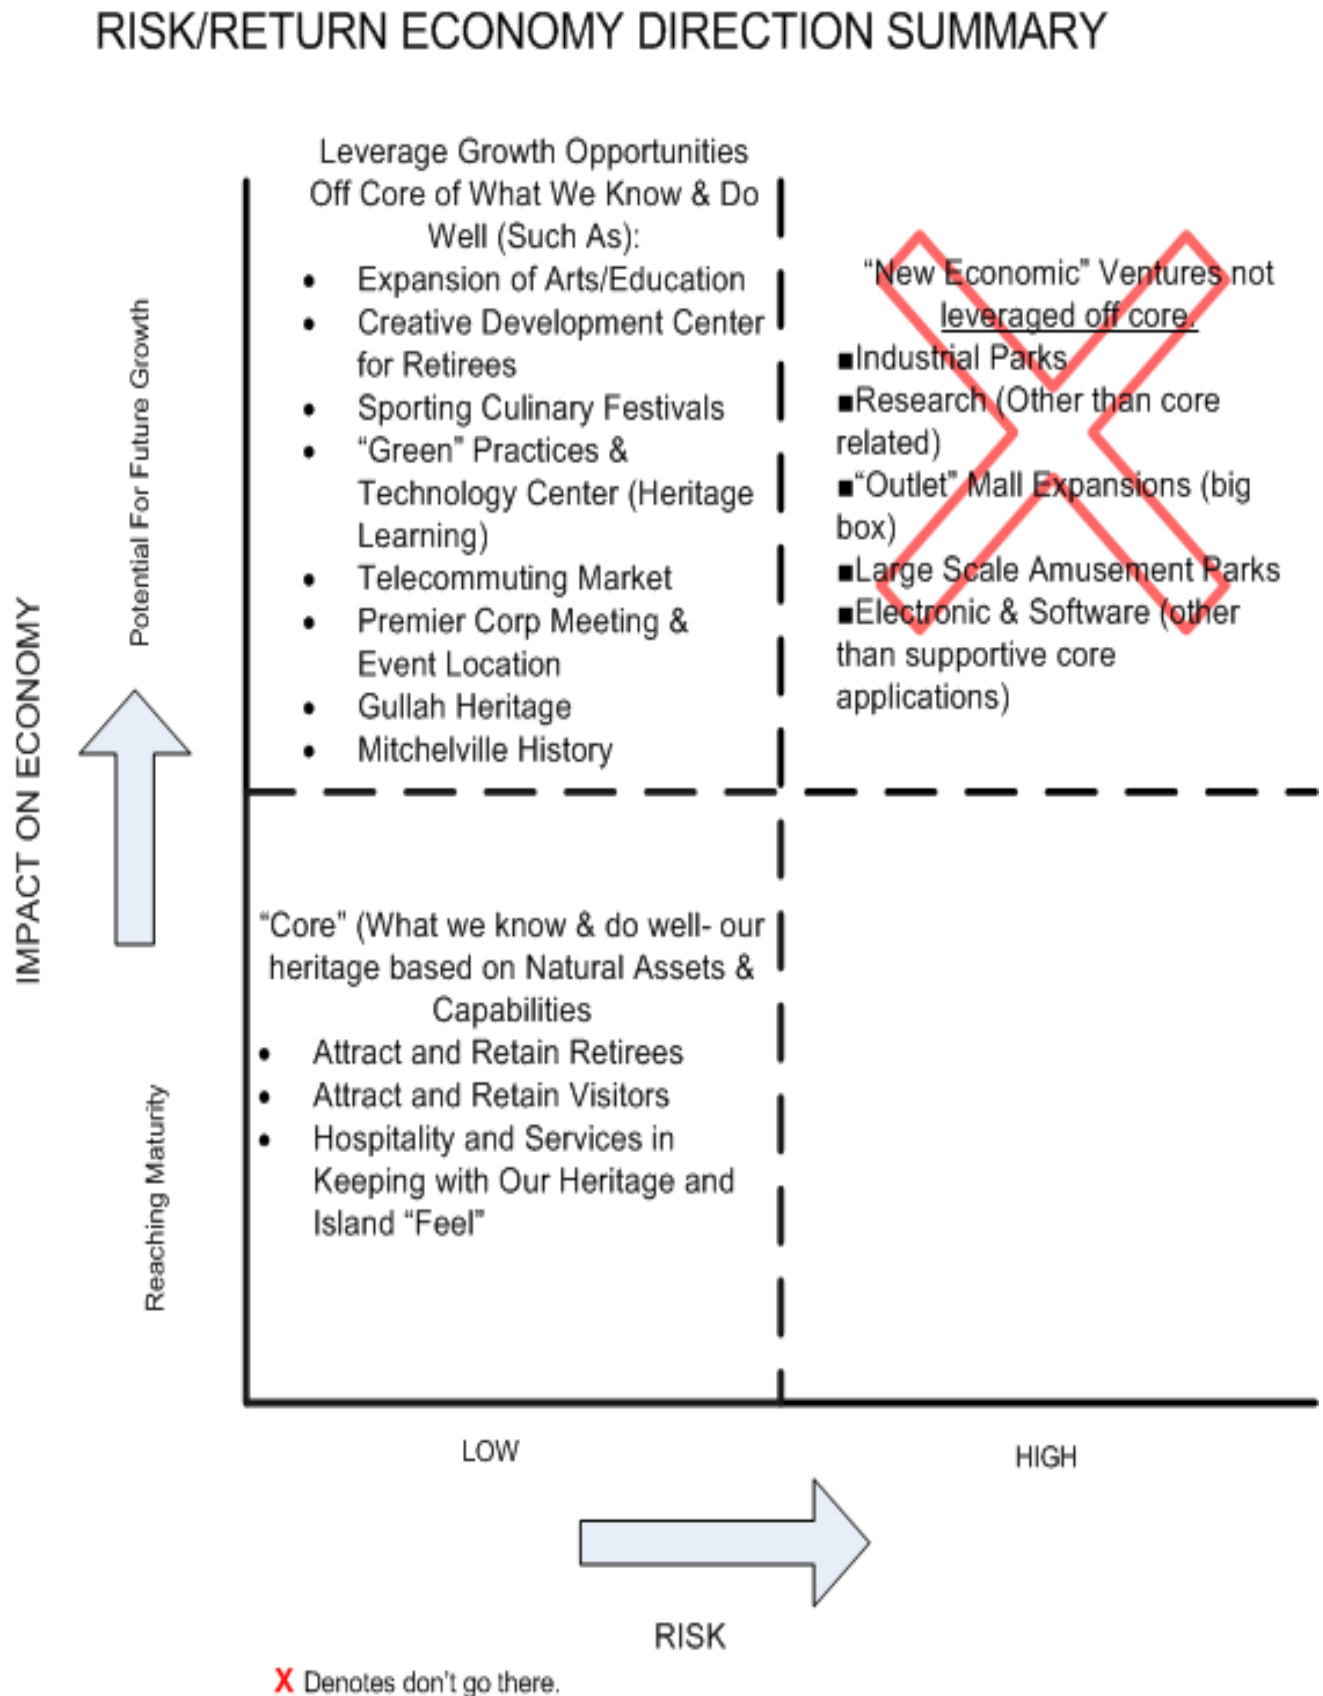 RISK/RETURN ECONOMY DIRECTION SUMMARY
Leverage Growth Opportunities
Off Core of What We Know & Do
Well (Such As):
• Expansion of Arts/Education
• Creative Development Center
for Retirees
• Sporting Culinary Festivals
• “Green” Practices &
Technology Center (Heritage
Learning)
• Telecommuting Market
• Premier Corp Meeting &
Event Location
• Gullah Heritage
• Mitchelville History
“New Economic” Ventures not
leveraged off core.
■Industrial Parks
■Research (Other than core
related)
■“Outlet” Mall Expansions (big
box)
■Large Scale Amusement Parks
■Electronic & Software (other
than supportive core
applications)
“Core” (What we know & do well- our
heritage based on Natural Assets &
Capabilities
• Attract and Retain Retirees
• Attract and Retain Visitors
• Hospitality and Services in
Keeping with Our Heritage and
Island “Feel”
IMPACT ON ECONOMY
Potential For Future Growth
Reaching Maturity
LOW
HIGH
RISK
X Denotes don't go there.